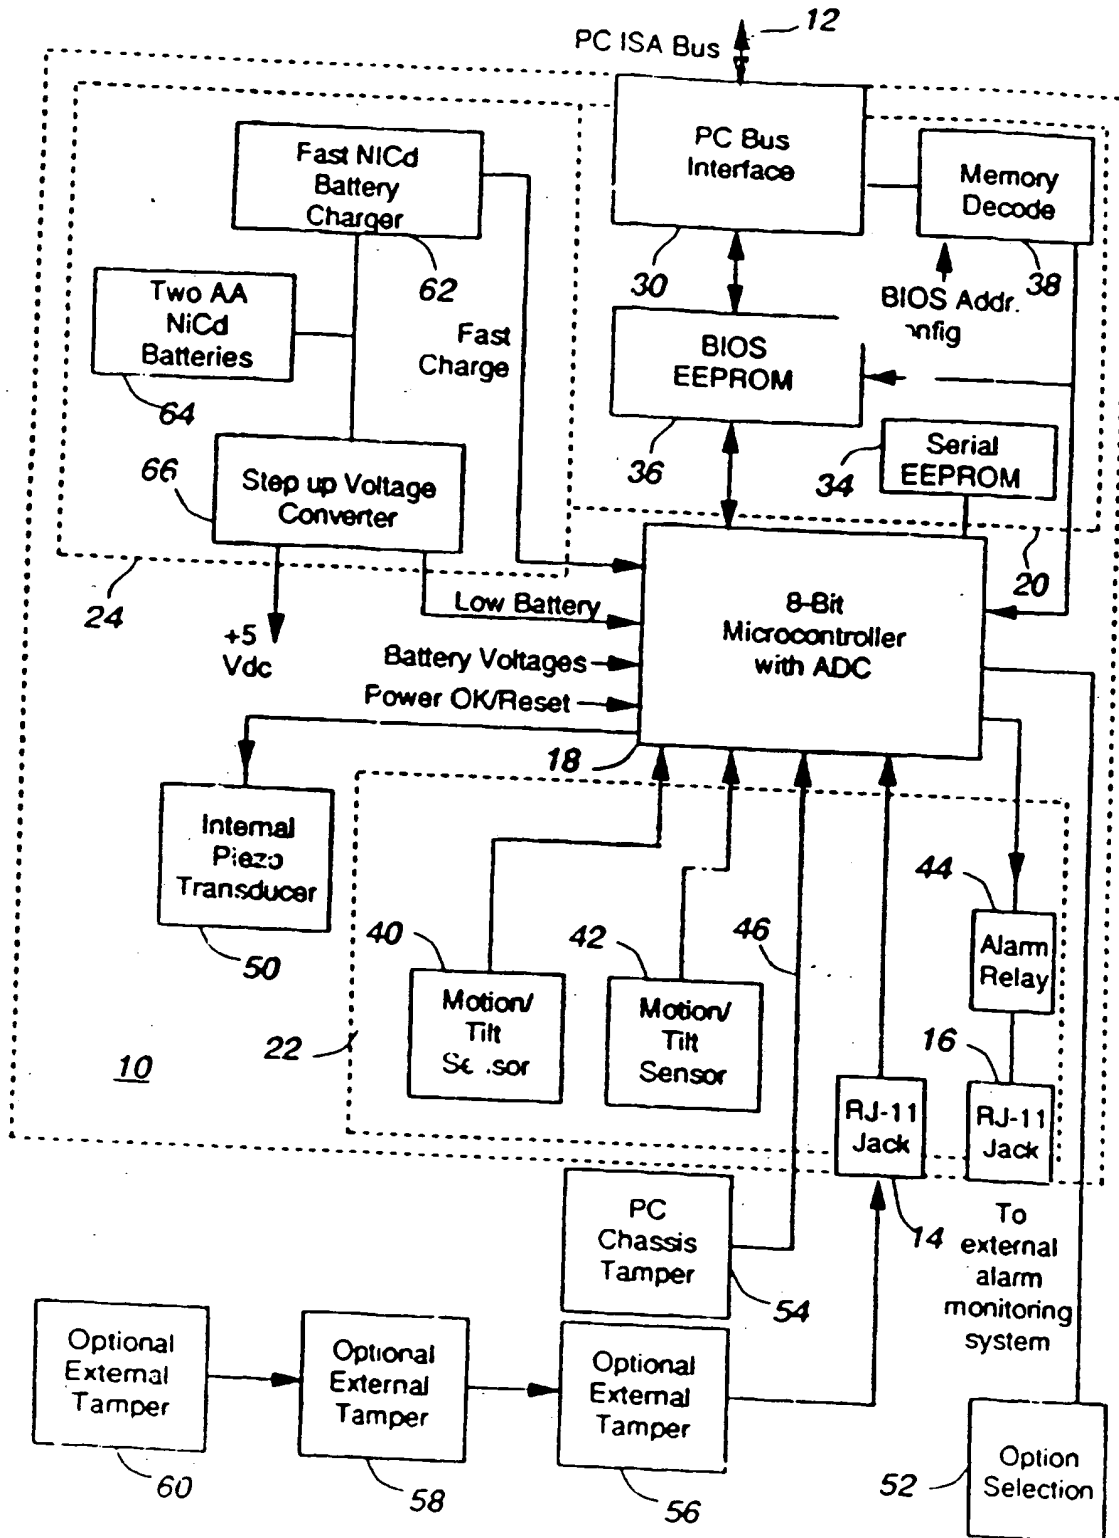 12
PC ISA Bus
PC Bus
Interface
30
Memory
Decode
38
Fast NiCd
Battery
Charger
62
Two AA
NiCd
Batteries
64
Fast
Charge
BIOS Addr.
BIOS
EEPROM
36
Serial
EEPROM
34
66
Step up Voltage
Converter
24
20
+5
Vdc
Low Battery
Battery Voltages
Power OK/Reset
8-Bit
Microcontroller
with ADC
18
Internal
Transducer
50
40
Motion/
Tilt
42
Motion/
Tilt
Sensor
46
44
Alarm
Relay
22
10
16
RJ-11
Jack
RJ-11
Jack
14
PC
Chassis
Tamper
54
To
external
alarm
monitoring
system
Optional
External
Tamper
60
Optional
External
Tamper
58
Optional
External
Tamper
56
52
Option
Selection